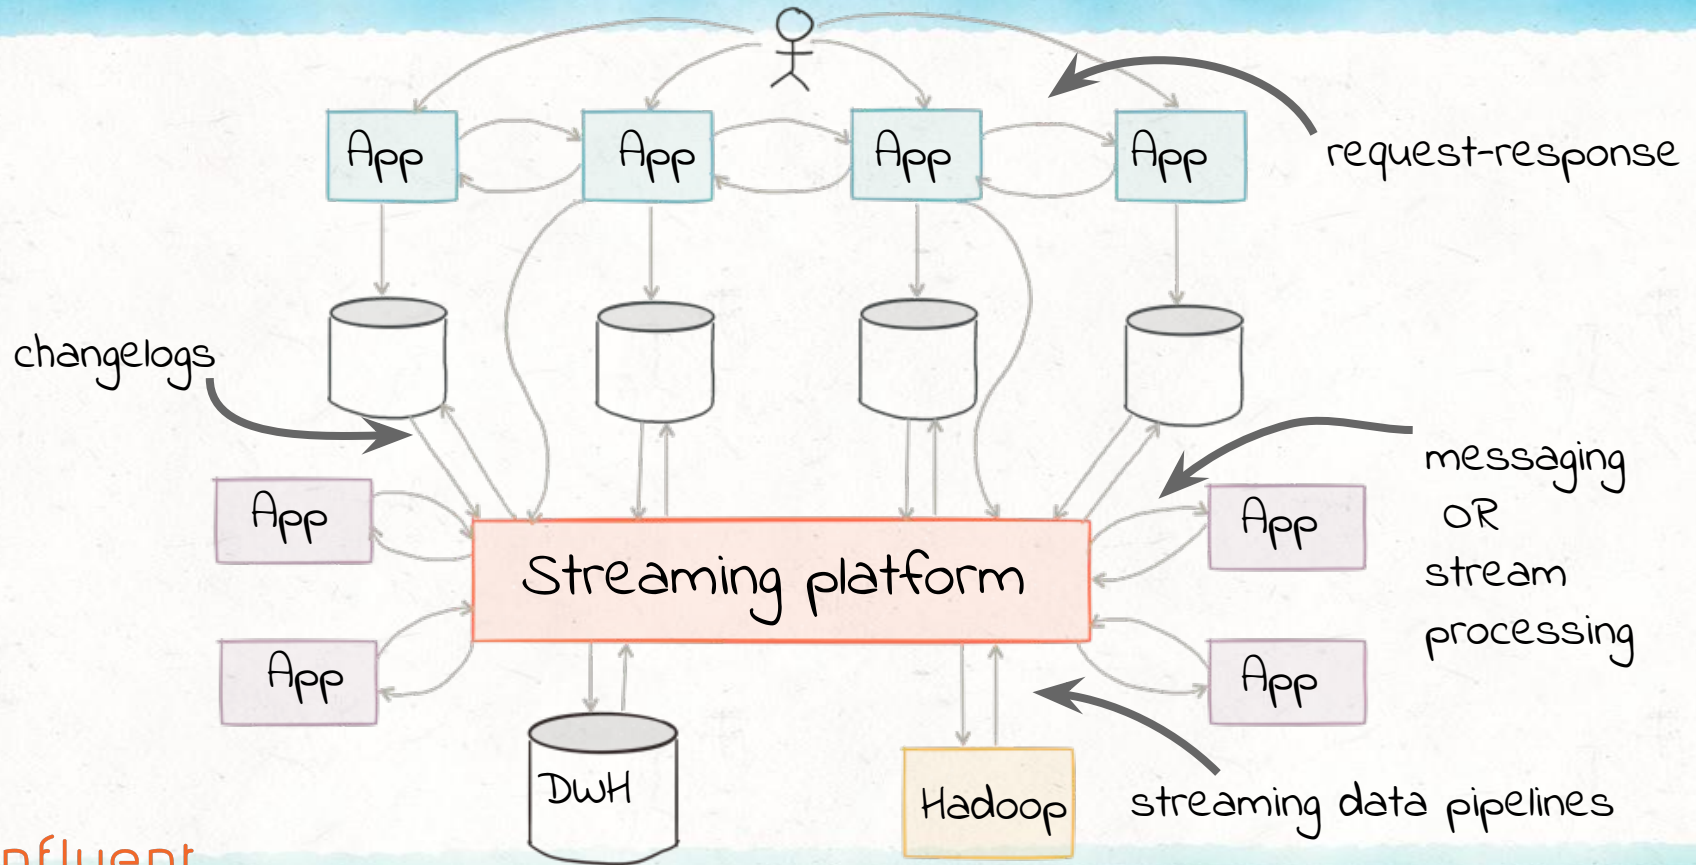 App
App
App
App
request-response
changelogs
messaging
OR
stream
processing
App
App
Streaming platform
App
App
DWH
Hadoop
streaming data pipelines